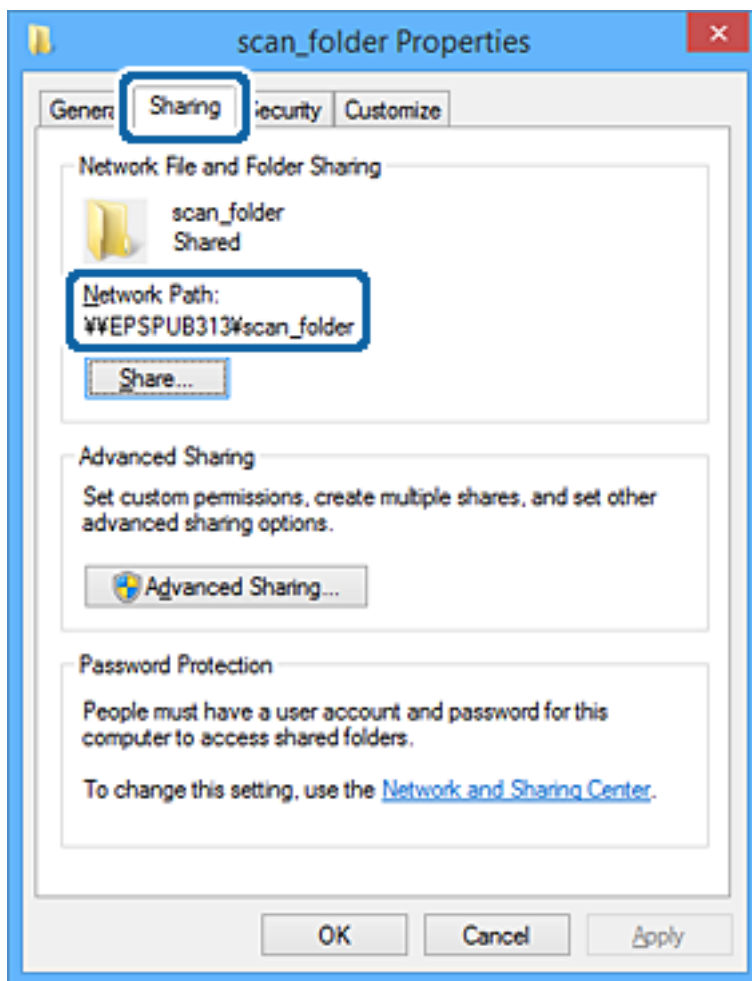 scan_folder Properties
Sharing Customize
Network File and Folder Sharing
scan_folder
Shared
Network Path:
¥¥EPSPUB313¥scan_folder
Share...
Advanced Sharing
Set custom permissions, create multiple shares, and set other
advanced sharing options.
Advanced Sharing...
Password Protection
People must have a user account and password for this
computer to access shared folders.
To change this setting, use the Network and Sharing Center.
OK Cancel Apply